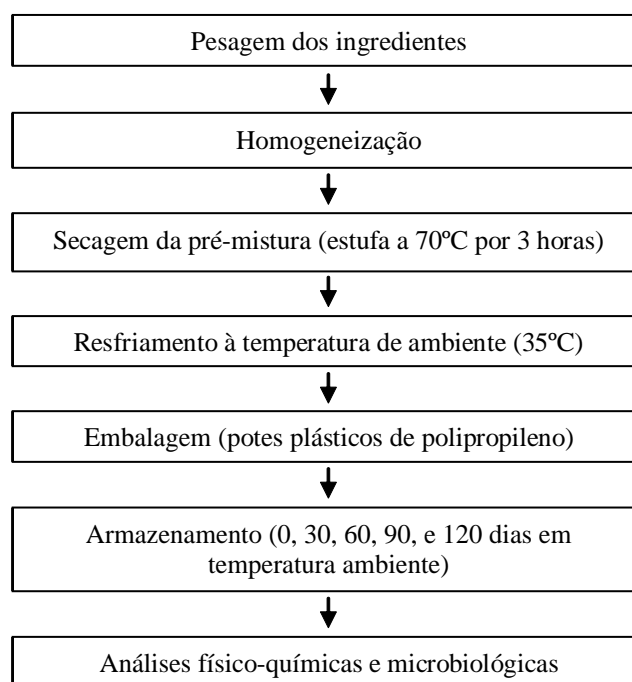 Pesagem dos ingredientes
Homogeneização
Secagem da pré-mistura (estufa a 70ºC por 3 horas)
Resfriamento à temperatura de ambiente (35ºC)
Embalagem (potes plásticos de polipropileno)
Armazenamento (0, 30, 60, 90, e 120 dias em
temperatura ambiente)
Análises físico-químicas e microbiológicas